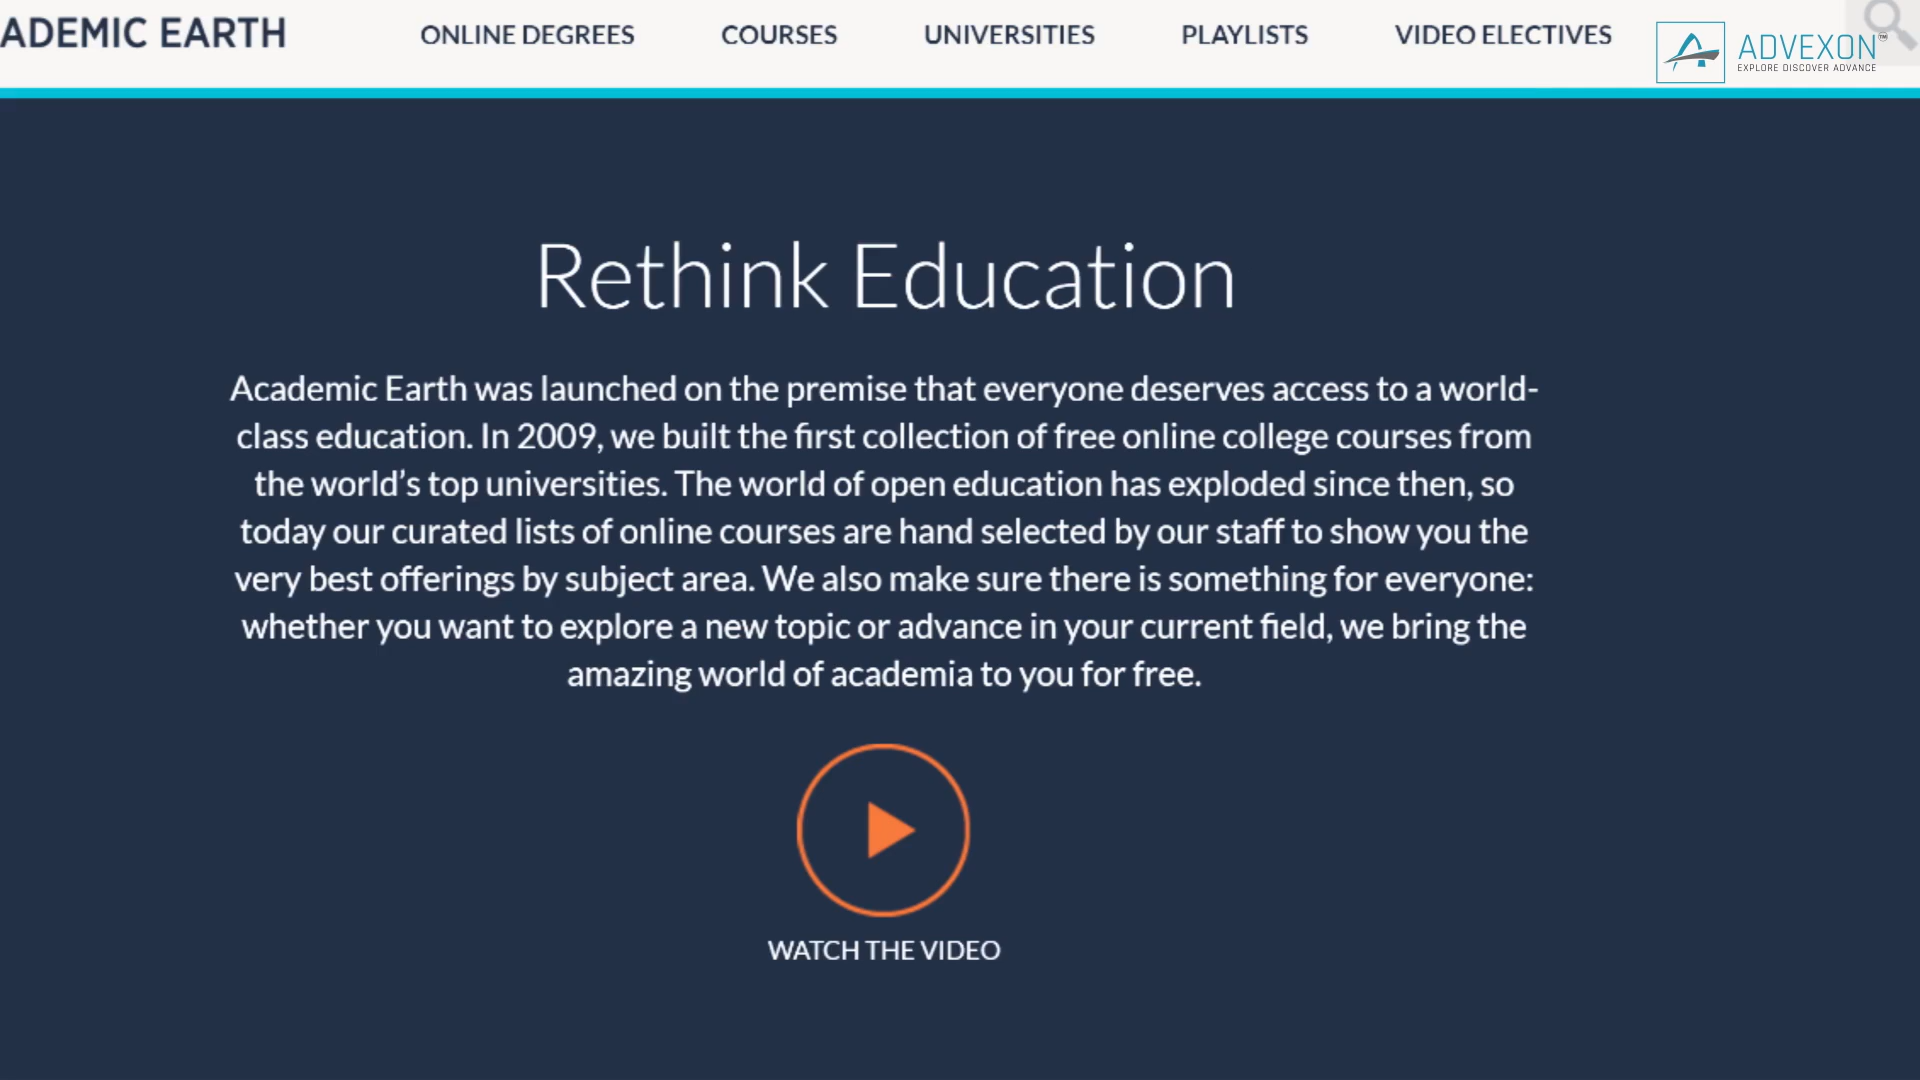 ADEMIC EARTH ONLINE DEGREES COURSES UNIVERSITIES PLAYLISTS VIDEO ELECTIVES
ADVEXON™
EXPLORE DISCOVER ADVANCE
Rethink Education
Academic Earth was launched on the premise that everyone deserves access to a world-
class education. In 2009, we built the first collection of free online college courses from
the world’s top universities. The world of open education has exploded since then, so
today our curated lists of online courses are hand selected by our staff to show you the
very best offerings by subject area. We also make sure there is something for everyone:
whether you want to explore a new topic or advance in your current field, we bring the
amazing world of academia to you for free.
WATCH THE VIDEO